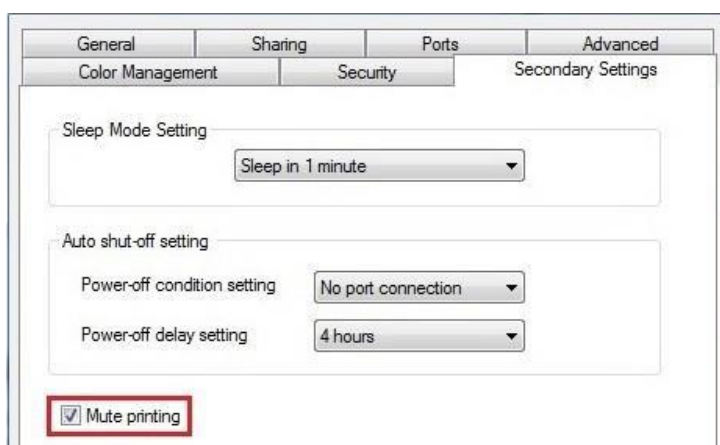 General Sharing Ports Advanced
Color Management Security Secondary Settings
Sleep Mode Setting
Sleep in 1 minute
Auto shut-off setting
Power-off condition setting No port connection
Power-off delay setting 4 hours
Mute printing